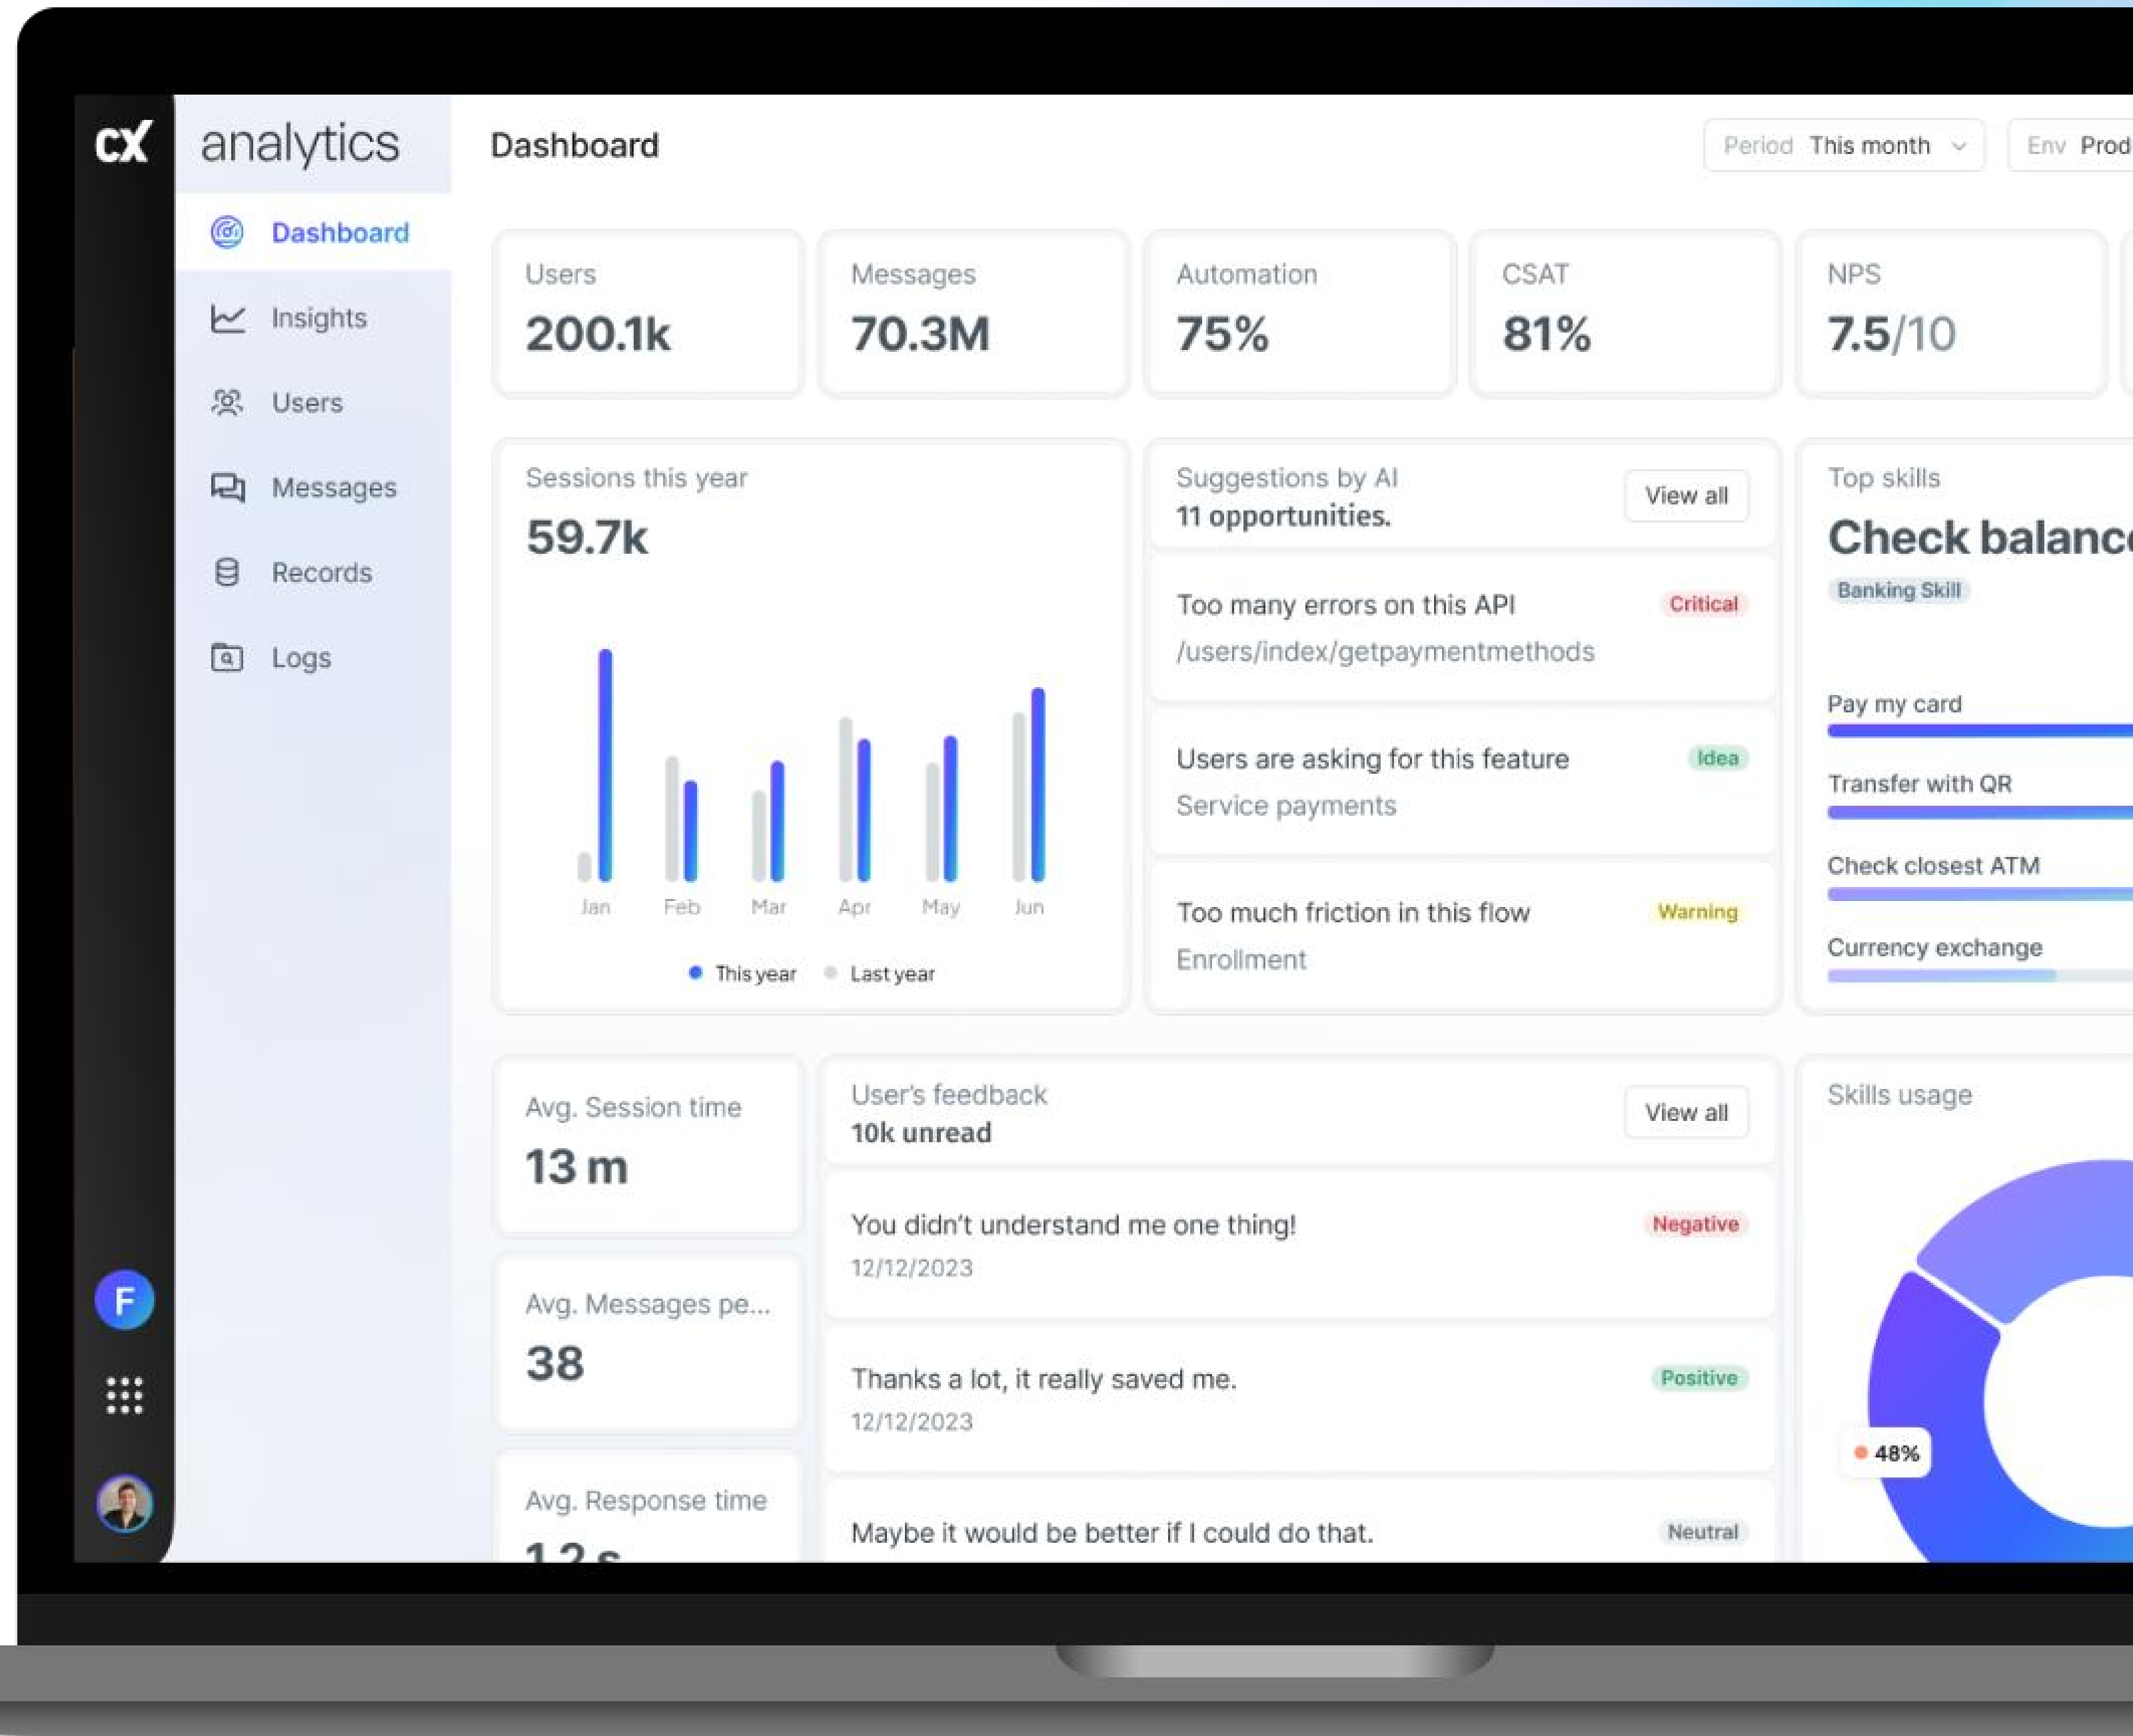 cx analytics
Dashboard
Period This month
Env Prod
Dashboard
Insights
Users
Messages
Records
Logs
F
Users
200.1k
Messages
70.3M
Automation
75%
CSAT
81%
NPS
7.5/10
Sessions this year
59.7k
Jan Feb Mar Apr May Jun
This year Last year
Suggestions by AI
11 opportunities.
View all
Too many errors on this API
Critical
/users/index/getpaymentmethods
Users are asking for this feature
Idea
Service payments
Too much friction in this flow
Warning
Enrollment
Top skills
Check balance
Banking Skill
Pay my card
Transfer with QR
Check closest ATM
Currency exchange
Avg. Session time
13 m
Avg. Messages pe...
38
Avg. Response time
User's feedback
10k unread
View all
You didn't understand me one thing!
Negative
12/12/2023
Thanks a lot, it really saved me.
Positive
12/12/2023
Maybe it would be better if I could do that.
Neutral
Skills usage
48%